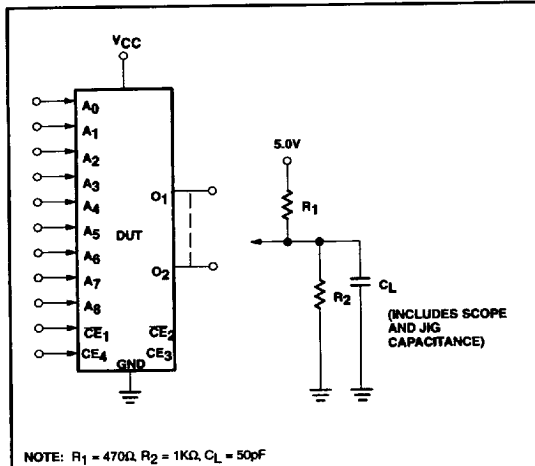 VCC
A0
A1
A2
A3
A4
A5
A6
A7
A8
CE1
CE4
DUT
O1
O2
CE2
CE3
GND
5.0V
R1
R2
CL
(INCLUDES SCOPE
AND JIG
CAPACITANCE)
NOTE: R1 = 470Ω, R2 = 1KΩ, CL = 50pF